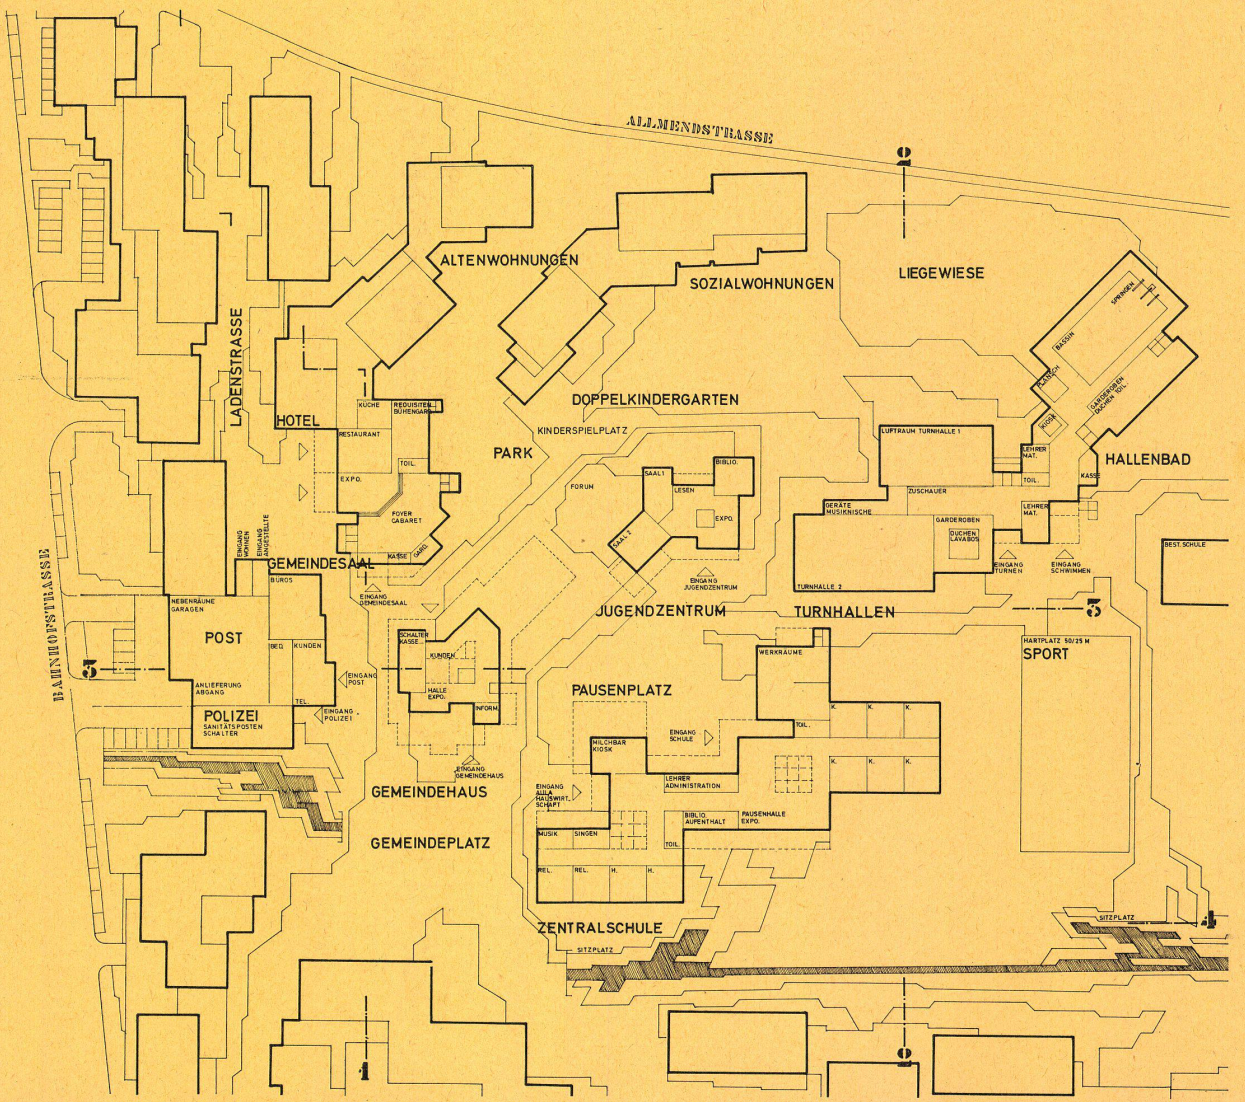 ALLMENDSTRASSE
2
ALTENWOHNUNGEN
SOZIALWOHNUNGEN
LIEGEWIESE
SPRINGEN
BASSIN
PLANSCH
GARDEROBEN
DUCHEN TOIL.
KIOSK
LADENSTRASSE
HOTEL
KÜCHE
REQUISITEN
BÜHENGARD.
RESTAURANT
TOIL.
EXPO.
FOYER
CABARET
KASSE
GARD.
PARK
DOPPELKINDERGARTEN
KINDERSPIELPLATZ
FORUM
SAAL 1
BIBLIO.
LESEN
EXPO.
SAAL 2
LUFTRAUM TURNHALLE 1
LEHRER
MAT.
TOIL.
HALLENBAD
KASSE
ZUSCHAUER
GERÄTE
MUSIKNISCHE
GARDEROBEN
DUCHEN
LAVABOS
LEHRER
MAT.
TURNHALLE 2
EINGANG
TURNEN
EINGANG
SCHWIMMEN
BEST. SCHULE
EINGANG
WOHNEN
EINGANG
ANGESTELLTE
GEMEINDESAAL
EINGANG
GEMEINDESAAL
BÜROS
EINGANG
JUGENDZENTRUM
JUGENDZENTRUM
TURNHALLEN
3
BAHNHOFSTRASSE
NEBENRÄUME
GARAGEN
POST
BED.
KUNDEN
ANLIEFERUNG
ABGANG
TEL.
3
EINGANG
POST
EINGANG
POLIZEI
POLIZEI
SANITÄTSPOSTEN
SCHALTER
SCHALTER
KASSE
KUNDEN
HALLE
EXPO.
INFORM.
EINGANG
GEMEINDEHAUS
GEMEINDEHAUS
GEMEINDEPLATZ
HARTPLATZ 50/25 M
SPORT
PAUSENPLATZ
WERKRÄUME
K.
K.
K.
TOIL.
EINGANG
SCHULE
MILCHBAR
KIOSK
K.
K.
K.
LEHRER
ADMINISTRATION
EINGANG
AULA
HAUSWIRT.
SCHAFT
BIBLIO.
AUFENTHALT
PAUSENHALLE
EXPO.
MUSIK
SINGEN
TOIL.
REL.
REL.
H.
H.
ZENTRALSCHULE
SITZPLATZ
SITZPLATZ
4
1
2